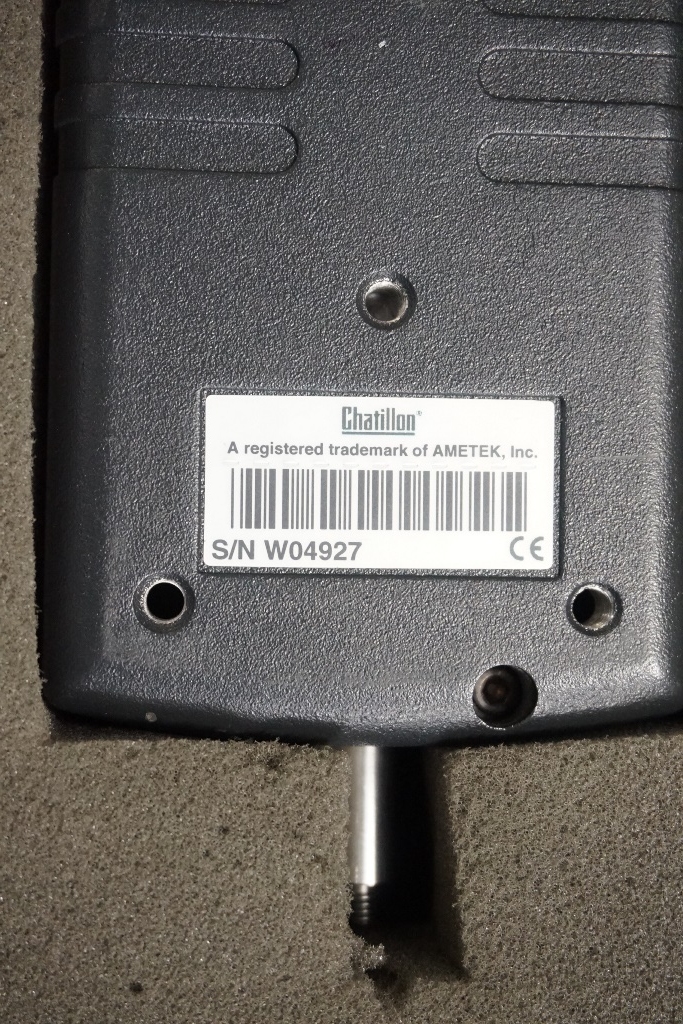 Chatillon®
A registered trademark of AMETEK, Inc.
S/N W04927 CE